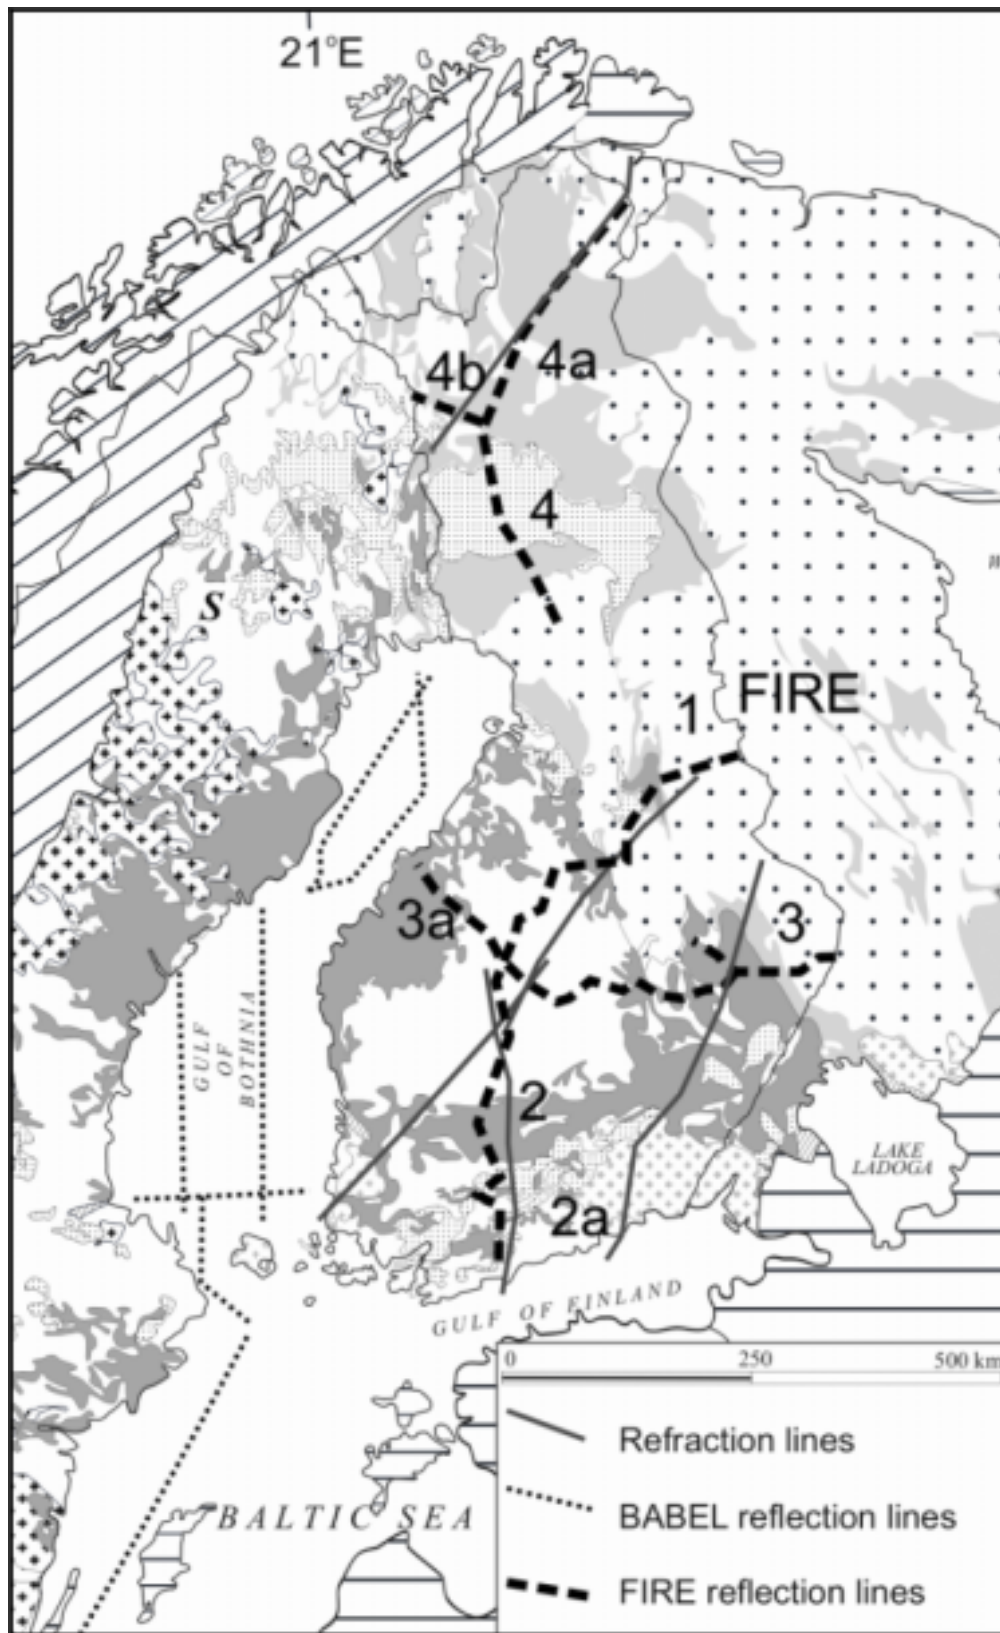 21°E
4b
4a
4
S
W
FIRE
1
3a
3
GULF
OF
BOTHNIA
2
LAKE
LADOGA
2a
GULF OF FINLAND
0 250 500 km
Refraction lines
BALTIC SEA
BABEL reflection lines
FIRE reflection lines